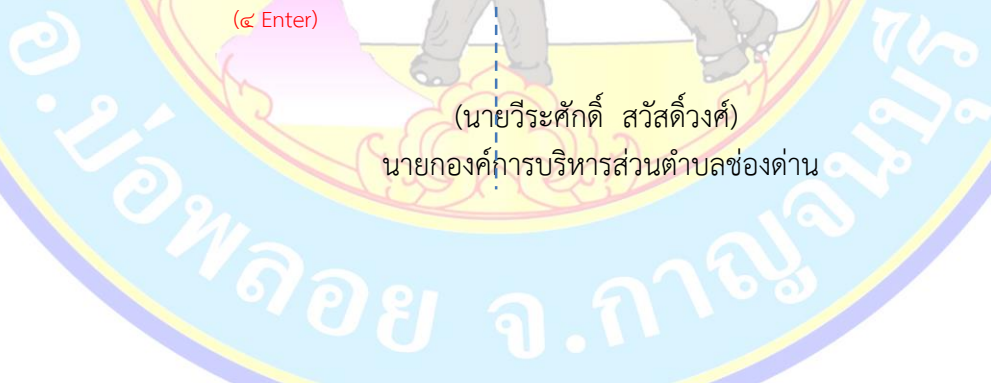 (๔ Enter)
(นายวีระศักดิ์ สวัสดิ์วงศ์)
นายกองค์การบริหารส่วนตำบลช่องด่าน
อ.บ่อพลอย จ.กาญจนบุรี